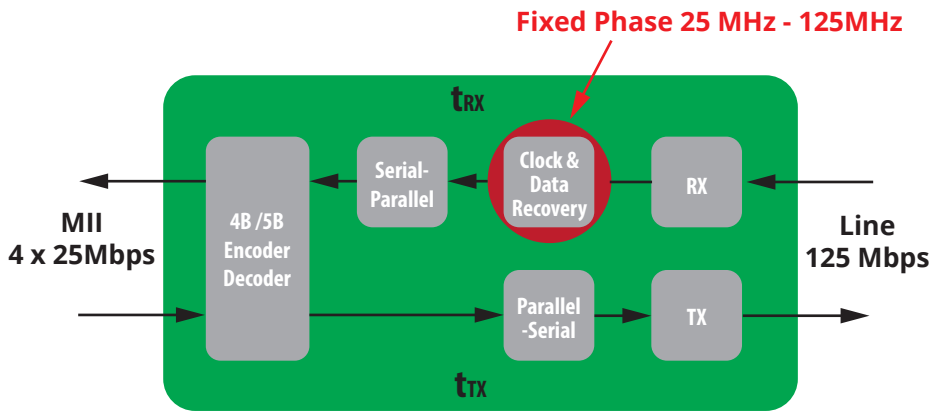 Fixed Phase 25 MHz - 125MHz
tRX
Serial-
Parallel
Clock &
Data
Recovery
RX
4B /5B
Encoder
Decoder
MII
4 x 25Mbps
Line
125 Mbps
Parallel
-Serial
TX
tTX